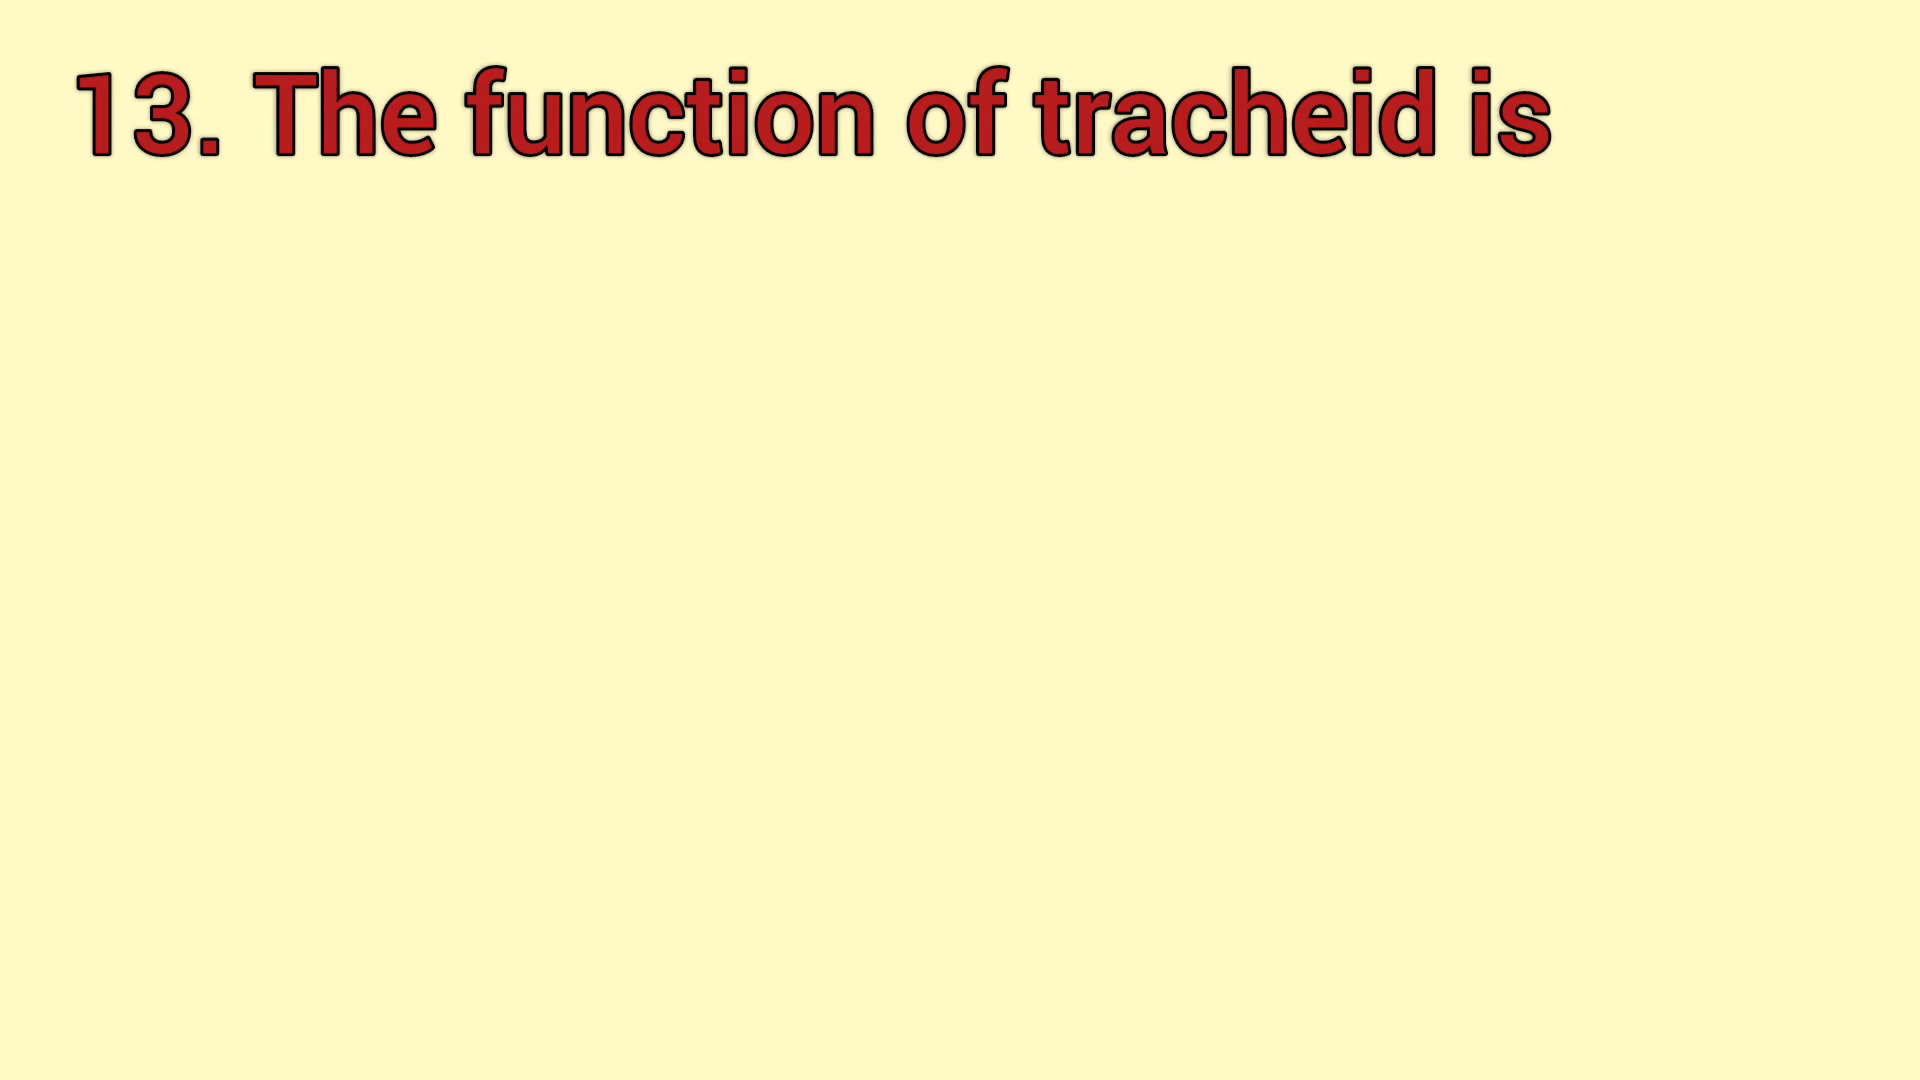 13. The function of tracheid is